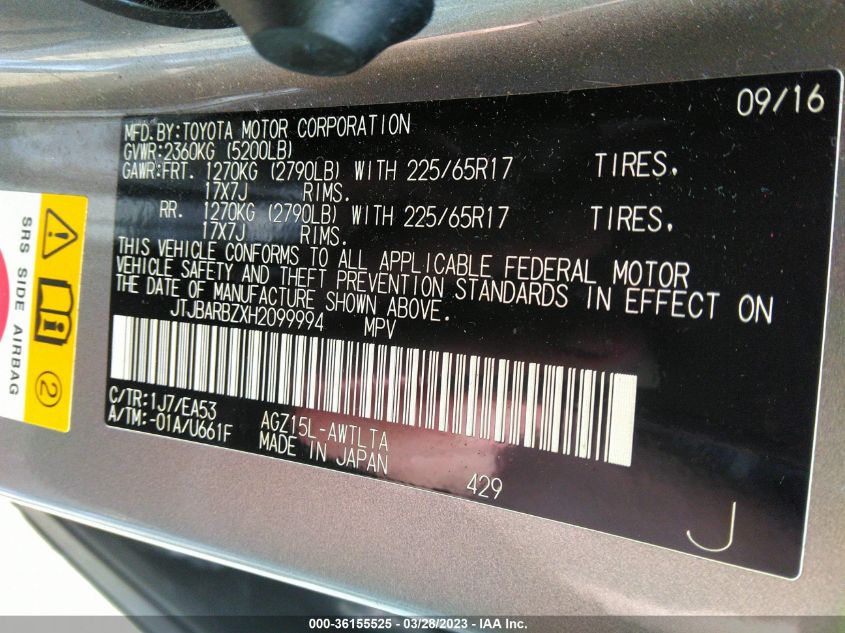 09/16
MFD.BY:TOYOTA MOTOR CORPORATION
GVWR:2360KG (5200LB)
GAWR:FRT. 1270KG (2790LB) WITH 225/65R17 TIRES,
17X7J RIMS.
RR. 1270KG (2790LB) WITH 225/65R17 TIRES,
17X7J RIMS.
THIS VEHICLE CONFORMS TO ALL APPLICABLE FEDERAL MOTOR
VEHICLE SAFETY AND THEFT PREVENTION STANDARDS IN EFFECT ON
THE DATE OF MANUFACTURE SHOWN ABOVE.
JTJBARBZXH2099994 MPV
C/TR:1J7/EA53
A/TM:-01A/U661F
AGZ15L-AWTLTA
MADE IN JAPAN
429
J
SRS SIDE AIRBAG
2
000-36155525 - 03/28/2023 - IAA Inc.